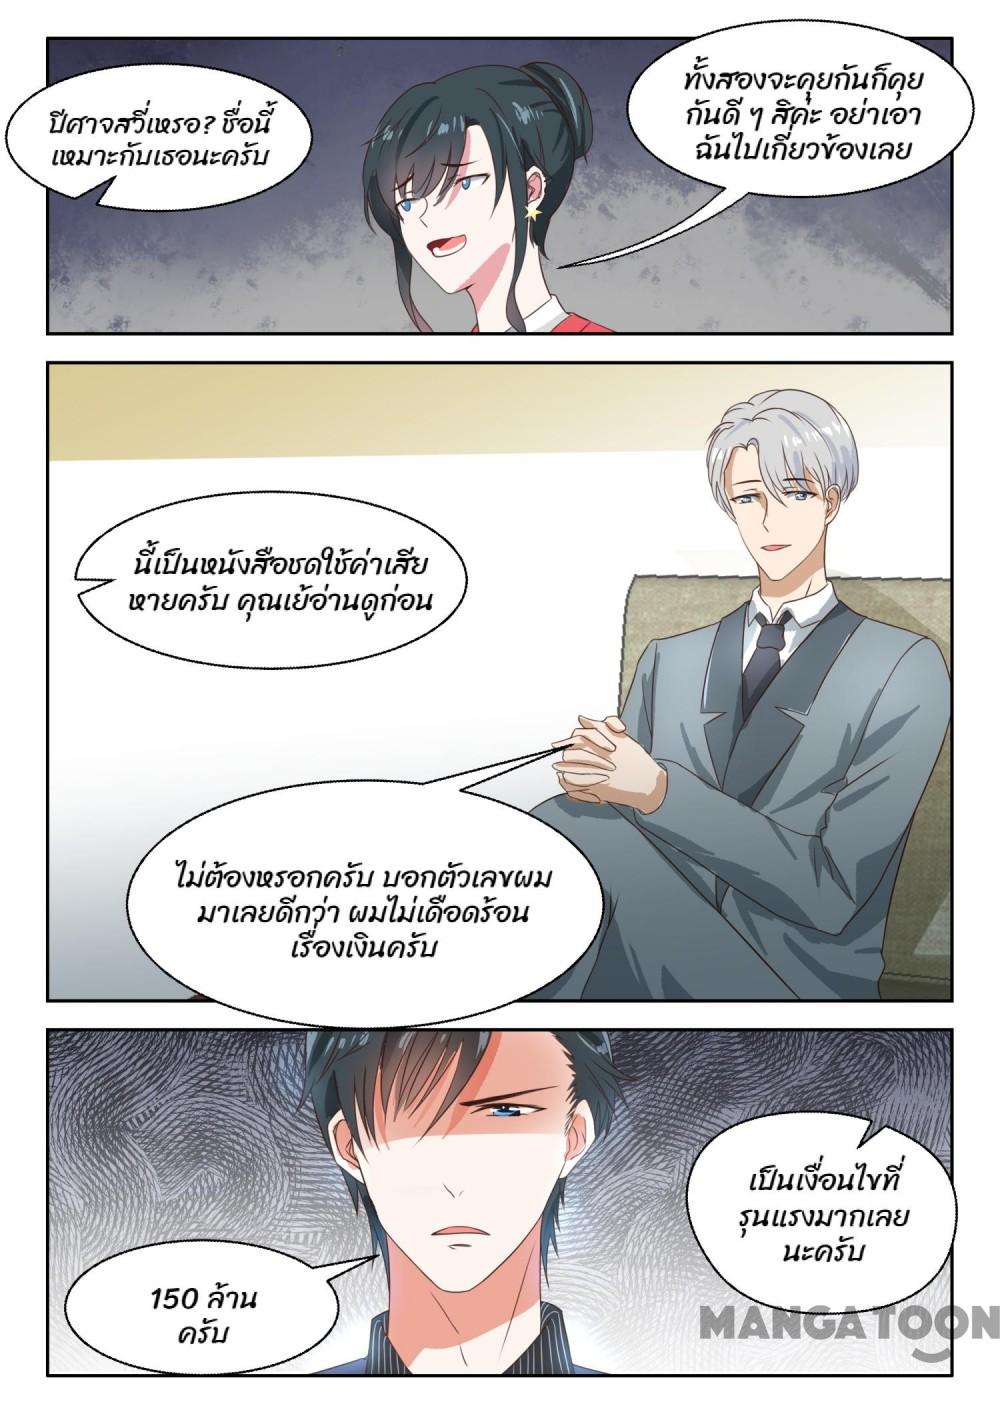 ปีศาจสวี่เหรอ? ชื่อนี้
เหมาะกับเธอนะครับ
ทั้งสองจะคุยกันก็คุย
กันดี ๆ สิคะ อย่าเอา
ฉันไปเกี่ยวข้องเลย
นี้เป็นหนังสือชดใช้ค่าเสีย
หายครับ คุณเย้อ่านดูก่อน
ไม่ต้องหรอกครับ บอกตัวเลขผม
มาเลยดีกว่า ผมไม่เดือดร้อน
เรื่องเงินครับ
เป็นเงื่อนไขที่
รุนแรงมากเลย
นะครับ
150 ล้าน
ครับ
MANGATOON